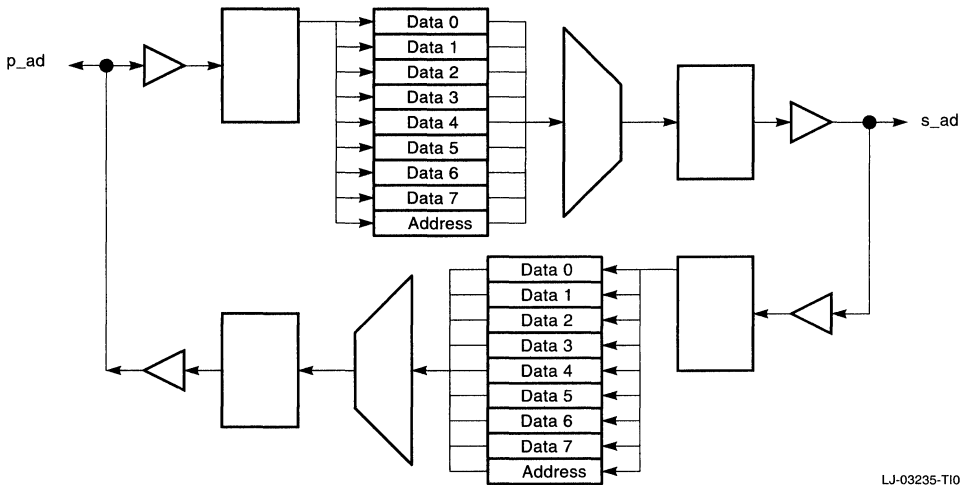 p_ad
Data 0
Data 1
Data 2
Data 3
Data 4
Data 5
Data 6
Data 7
Address
s_ad
Data 0
Data 1
Data 2
Data 3
Data 4
Data 5
Data 6
Data 7
Address
LJ-03235-TI0